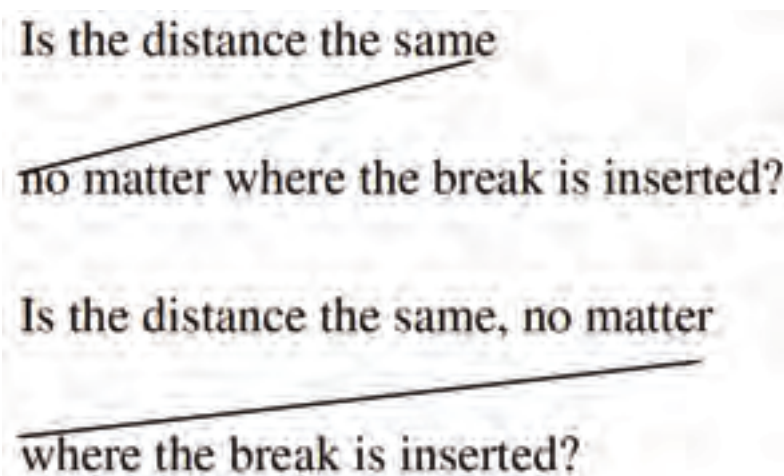 Is the distance the same
no matter where the break is inserted?
Is the distance the same, no matter
where the break is inserted?